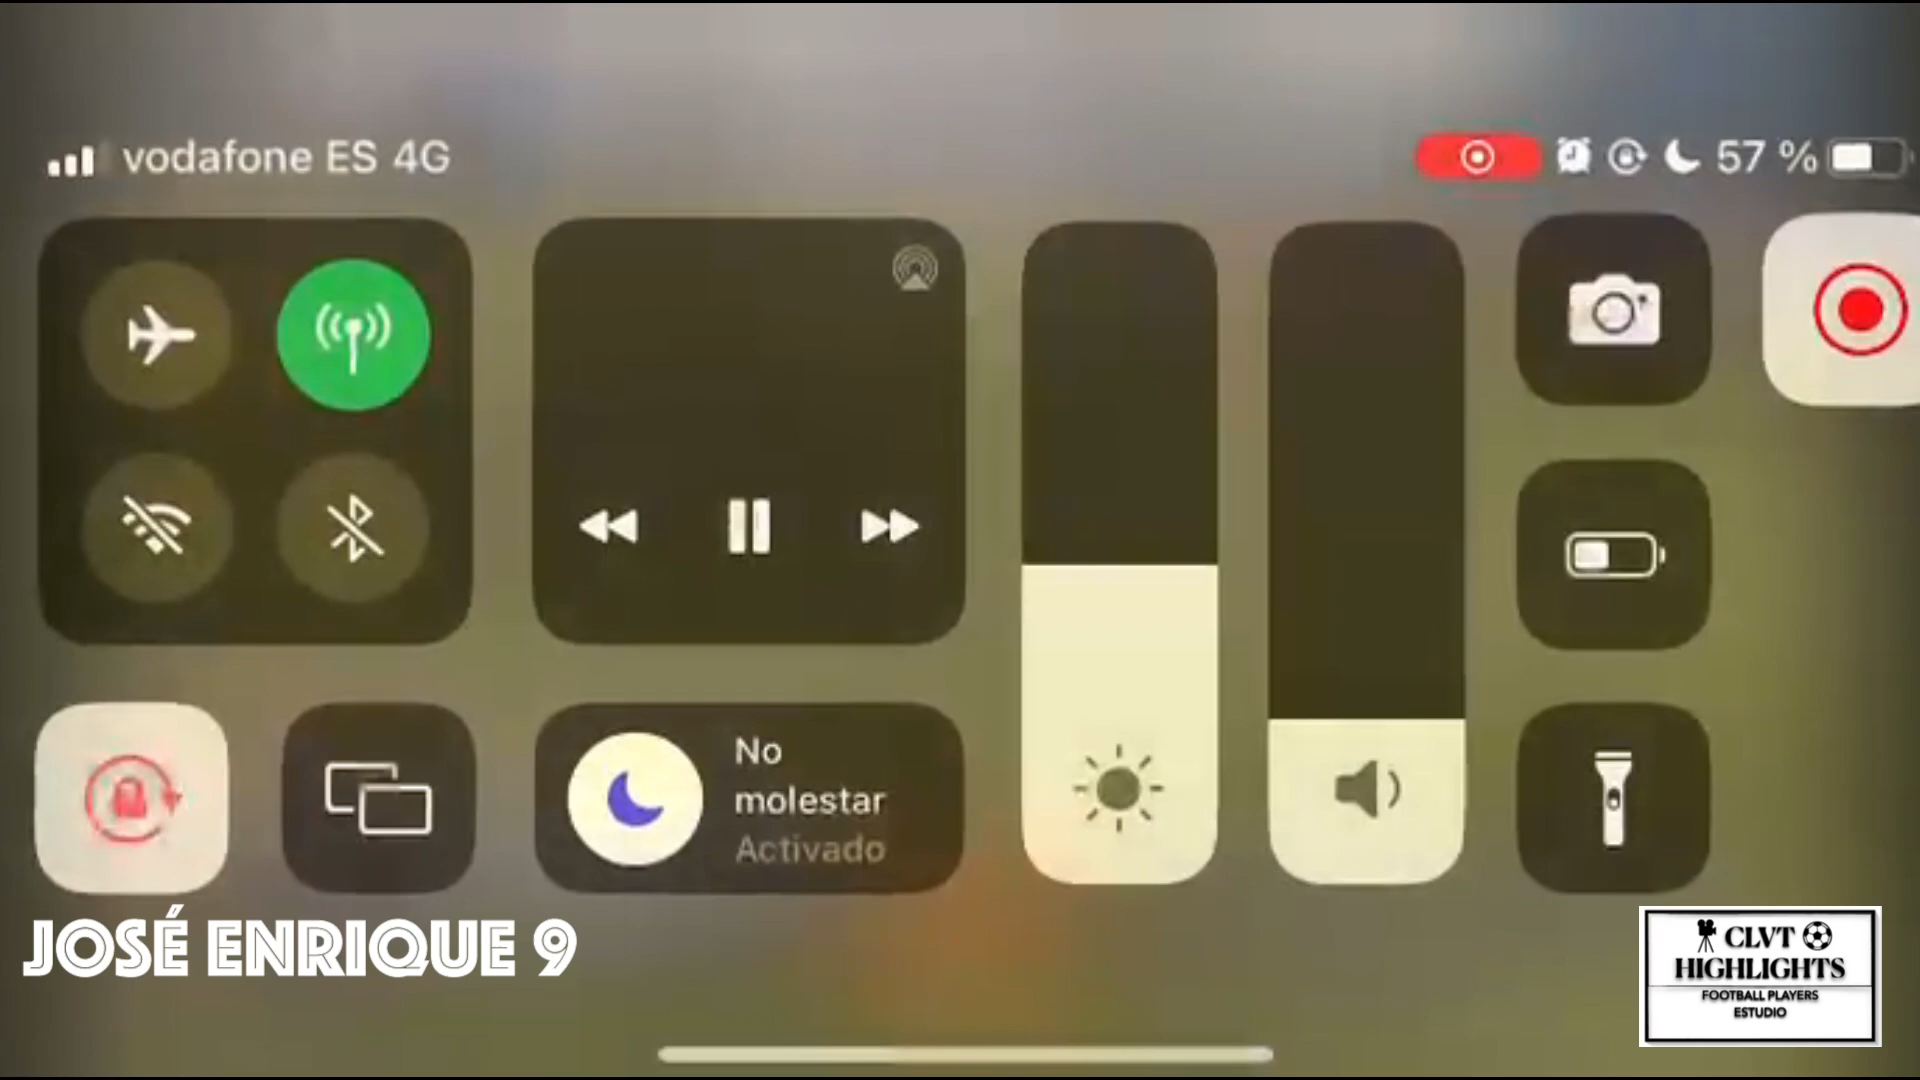 vodafone ES 4G
57 %
No
molestar
Activado
JOSÉ ENRIQUE 9
CLVT
HIGHLIGHTS
FOOTBALL PLAYERS
ESTUDIO